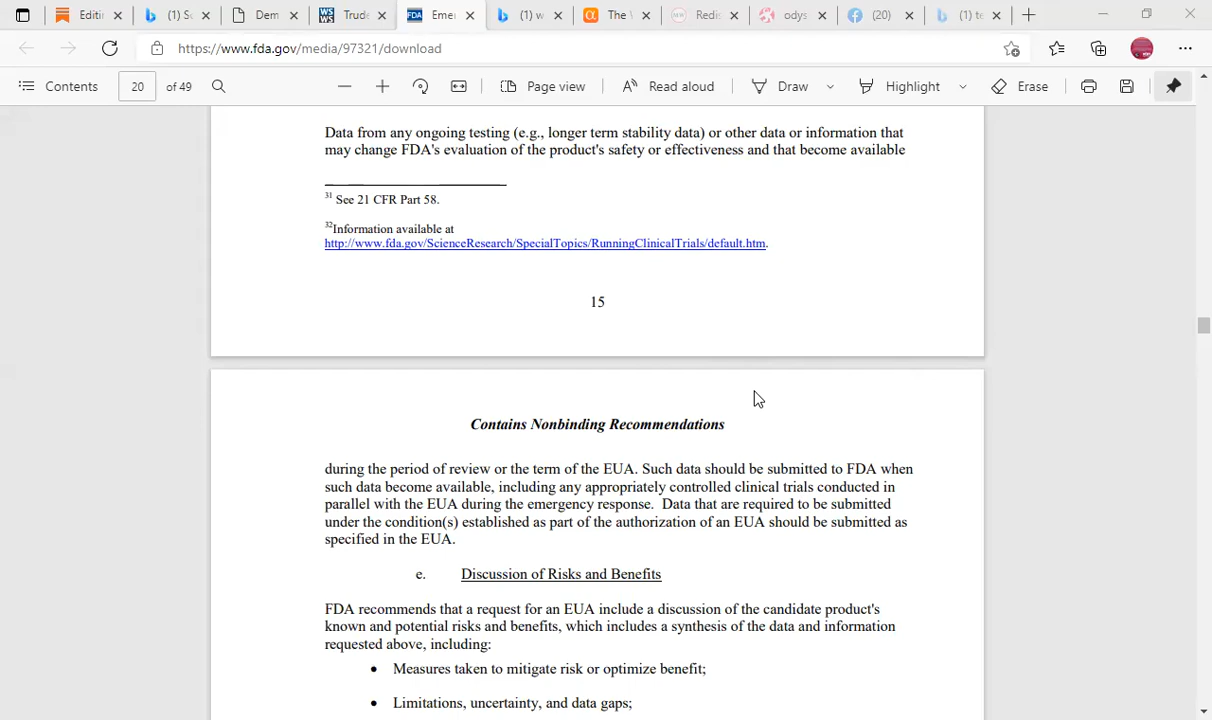 Editi
(1) S
Dem
WS Trud
FDA Eme
(1) w
The
Redis
odys
(20)
(1) te
https://www.fda.gov/media/97321/download
Contents 20 of 49 Page view Read aloud Draw Highlight Erase
Data from any ongoing testing (e.g., longer term stability data) or other data or information that
may change FDA's evaluation of the product's safety or effectiveness and that become available
31 See 21 CFR Part 58.
32Information available at
http://www.fda.gov/ScienceResearch/SpecialTopics/RunningClinicalTrials/default.htm.
15
Contains Nonbinding Recommendations
during the period of review or the term of the EUA. Such data should be submitted to FDA when
such data become available, including any appropriately controlled clinical trials conducted in
parallel with the EUA during the emergency response. Data that are required to be submitted
under the condition(s) established as part of the authorization of an EUA should be submitted as
specified in the EUA.
e. Discussion of Risks and Benefits
FDA recommends that a request for an EUA include a discussion of the candidate product's
known and potential risks and benefits, which includes a synthesis of the data and information
requested above, including:
• Measures taken to mitigate risk or optimize benefit;
• Limitations, uncertainty, and data gaps;